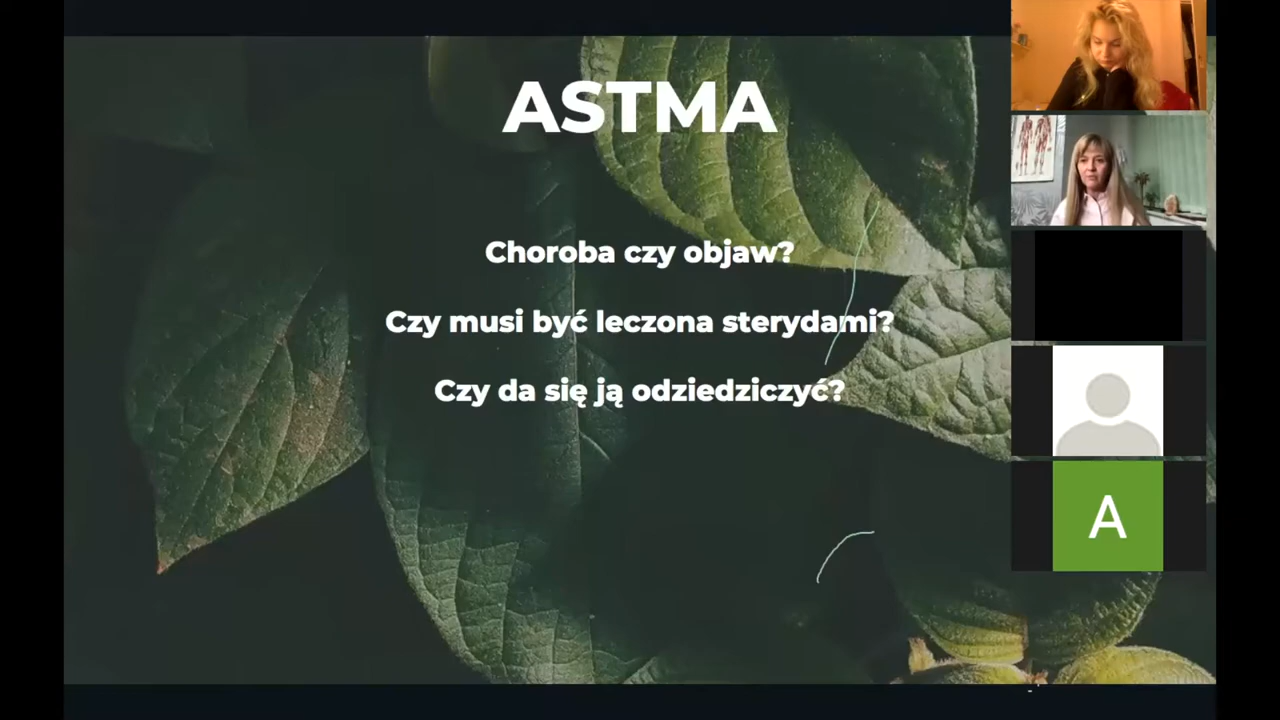 ASTMA
Choroba czy objaw?
Czy musi być leczona sterydami?
Czy da się ją odziedziczyć?
A